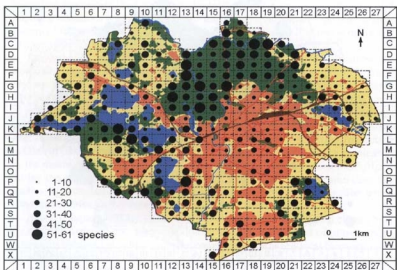 1 2 3 4 5 6 7 8 9 10 11 12 13 14 15 16 17 18 19 20 21 22 23 24 25 26 27
A A
B B
C C
D D
E E
F F
G G
H H
I I
J J
K K
L L
M M
N N
O O
P P
Q Q
R R
S S
T T
U U
W W
X X
N
1-10
11-20
21-30
31-40
41-50
51-61 species
0 1km
1 2 3 4 5 6 7 8 9 10 11 12 13 14 15 16 17 18 19 20 21 22 23 24 25 26 27